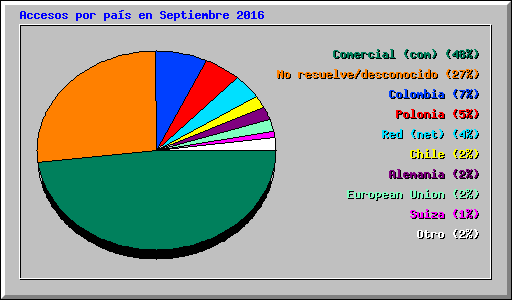 Accesos por país en Septiembre 2016
Comercial (com) (48%)
No resuelve/desconocido (27%)
Colombia (7%)
Polonia (5%)
Red (net) (4%)
Chile (2%)
Alemania (2%)
European Union (2%)
Suiza (1%)
Otro (2%)